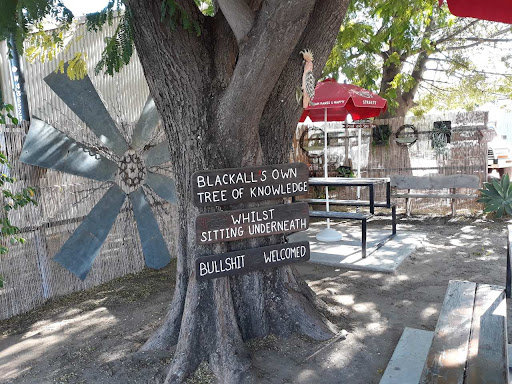 BLACKALL'S OWN
TREE OF KNOWLEDGE
WHILST
SITTING UNDERNEATH
BULLSHIT WELCOMED